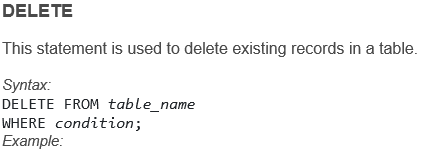 DELETE
This statement is used to delete existing records in a table.
Syntax:
DELETE FROM table_name
WHERE condition;
Example: